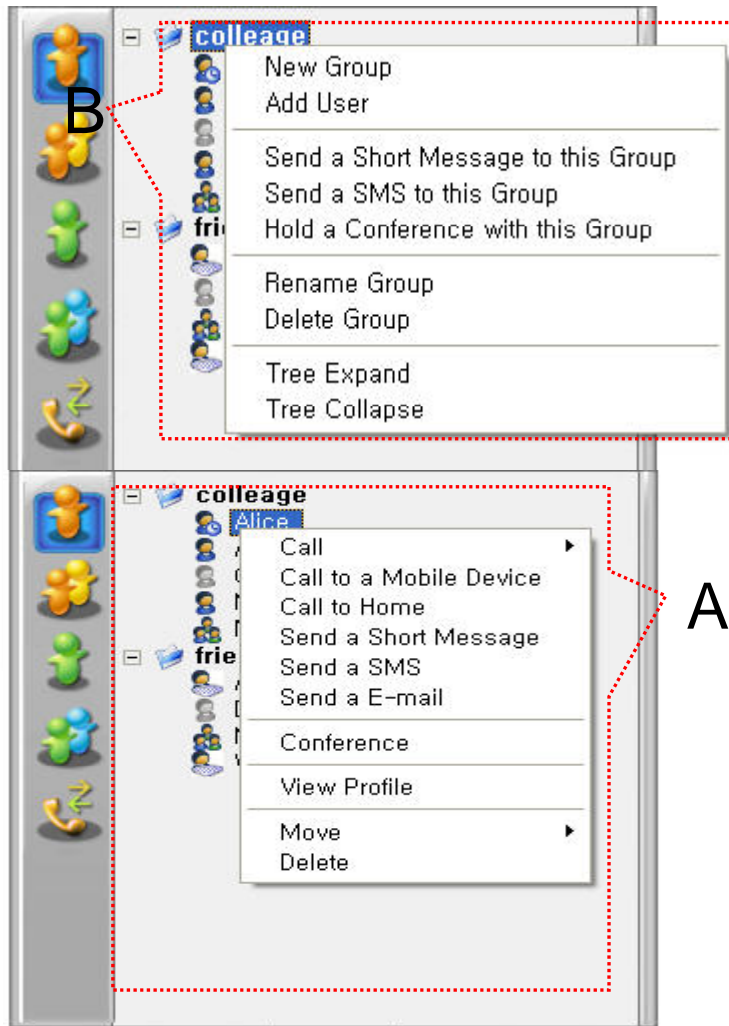 colleage
B
New Group
Add User
Send a Short Message to this Group
Send a SMS to this Group
Hold a Conference with this Group
Rename Group
Delete Group
Tree Expand
Tree Collapse
colleage
Alice
Call
Call to a Mobile Device
Call to Home
Send a Short Message
Send a SMS
Send a E-mail
Conference
View Profile
Move
Delete
A